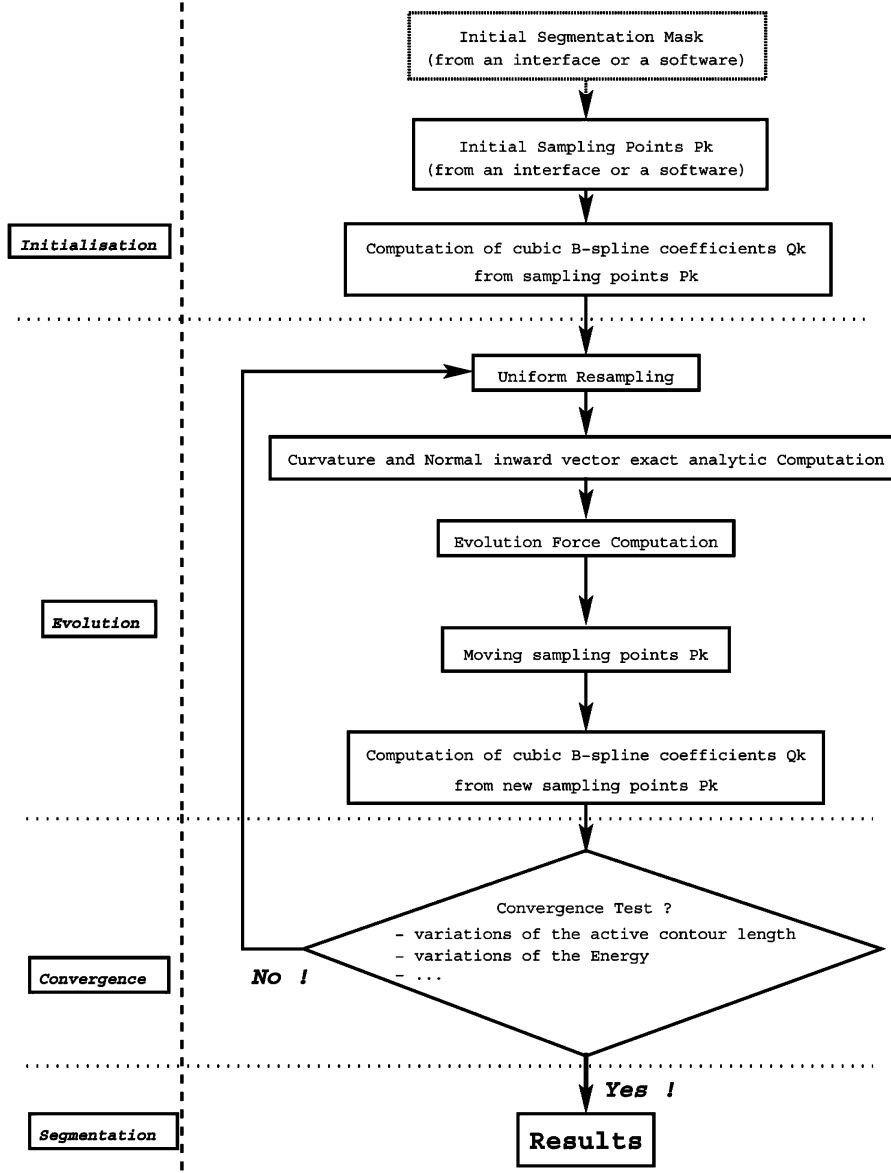 Initial Segmentation Mask
(from an interface or a software)
Initial Sampling Points Pk
(from an interface or a software)
Initialisation
Computation of cubic B-spline coefficients Qk
from sampling points Pk
Uniform Resampling
Curvature and Normal inward vector exact analytic Computation
Evolution Force Computation
Evolution
Moving sampling points Pk
Computation of cubic B-spline coefficients Qk
from new sampling points Pk
Convergence Test ?
- variations of the active contour length
- variations of the Energy
- ...
No !
Convergence
Yes !
Segmentation
Results